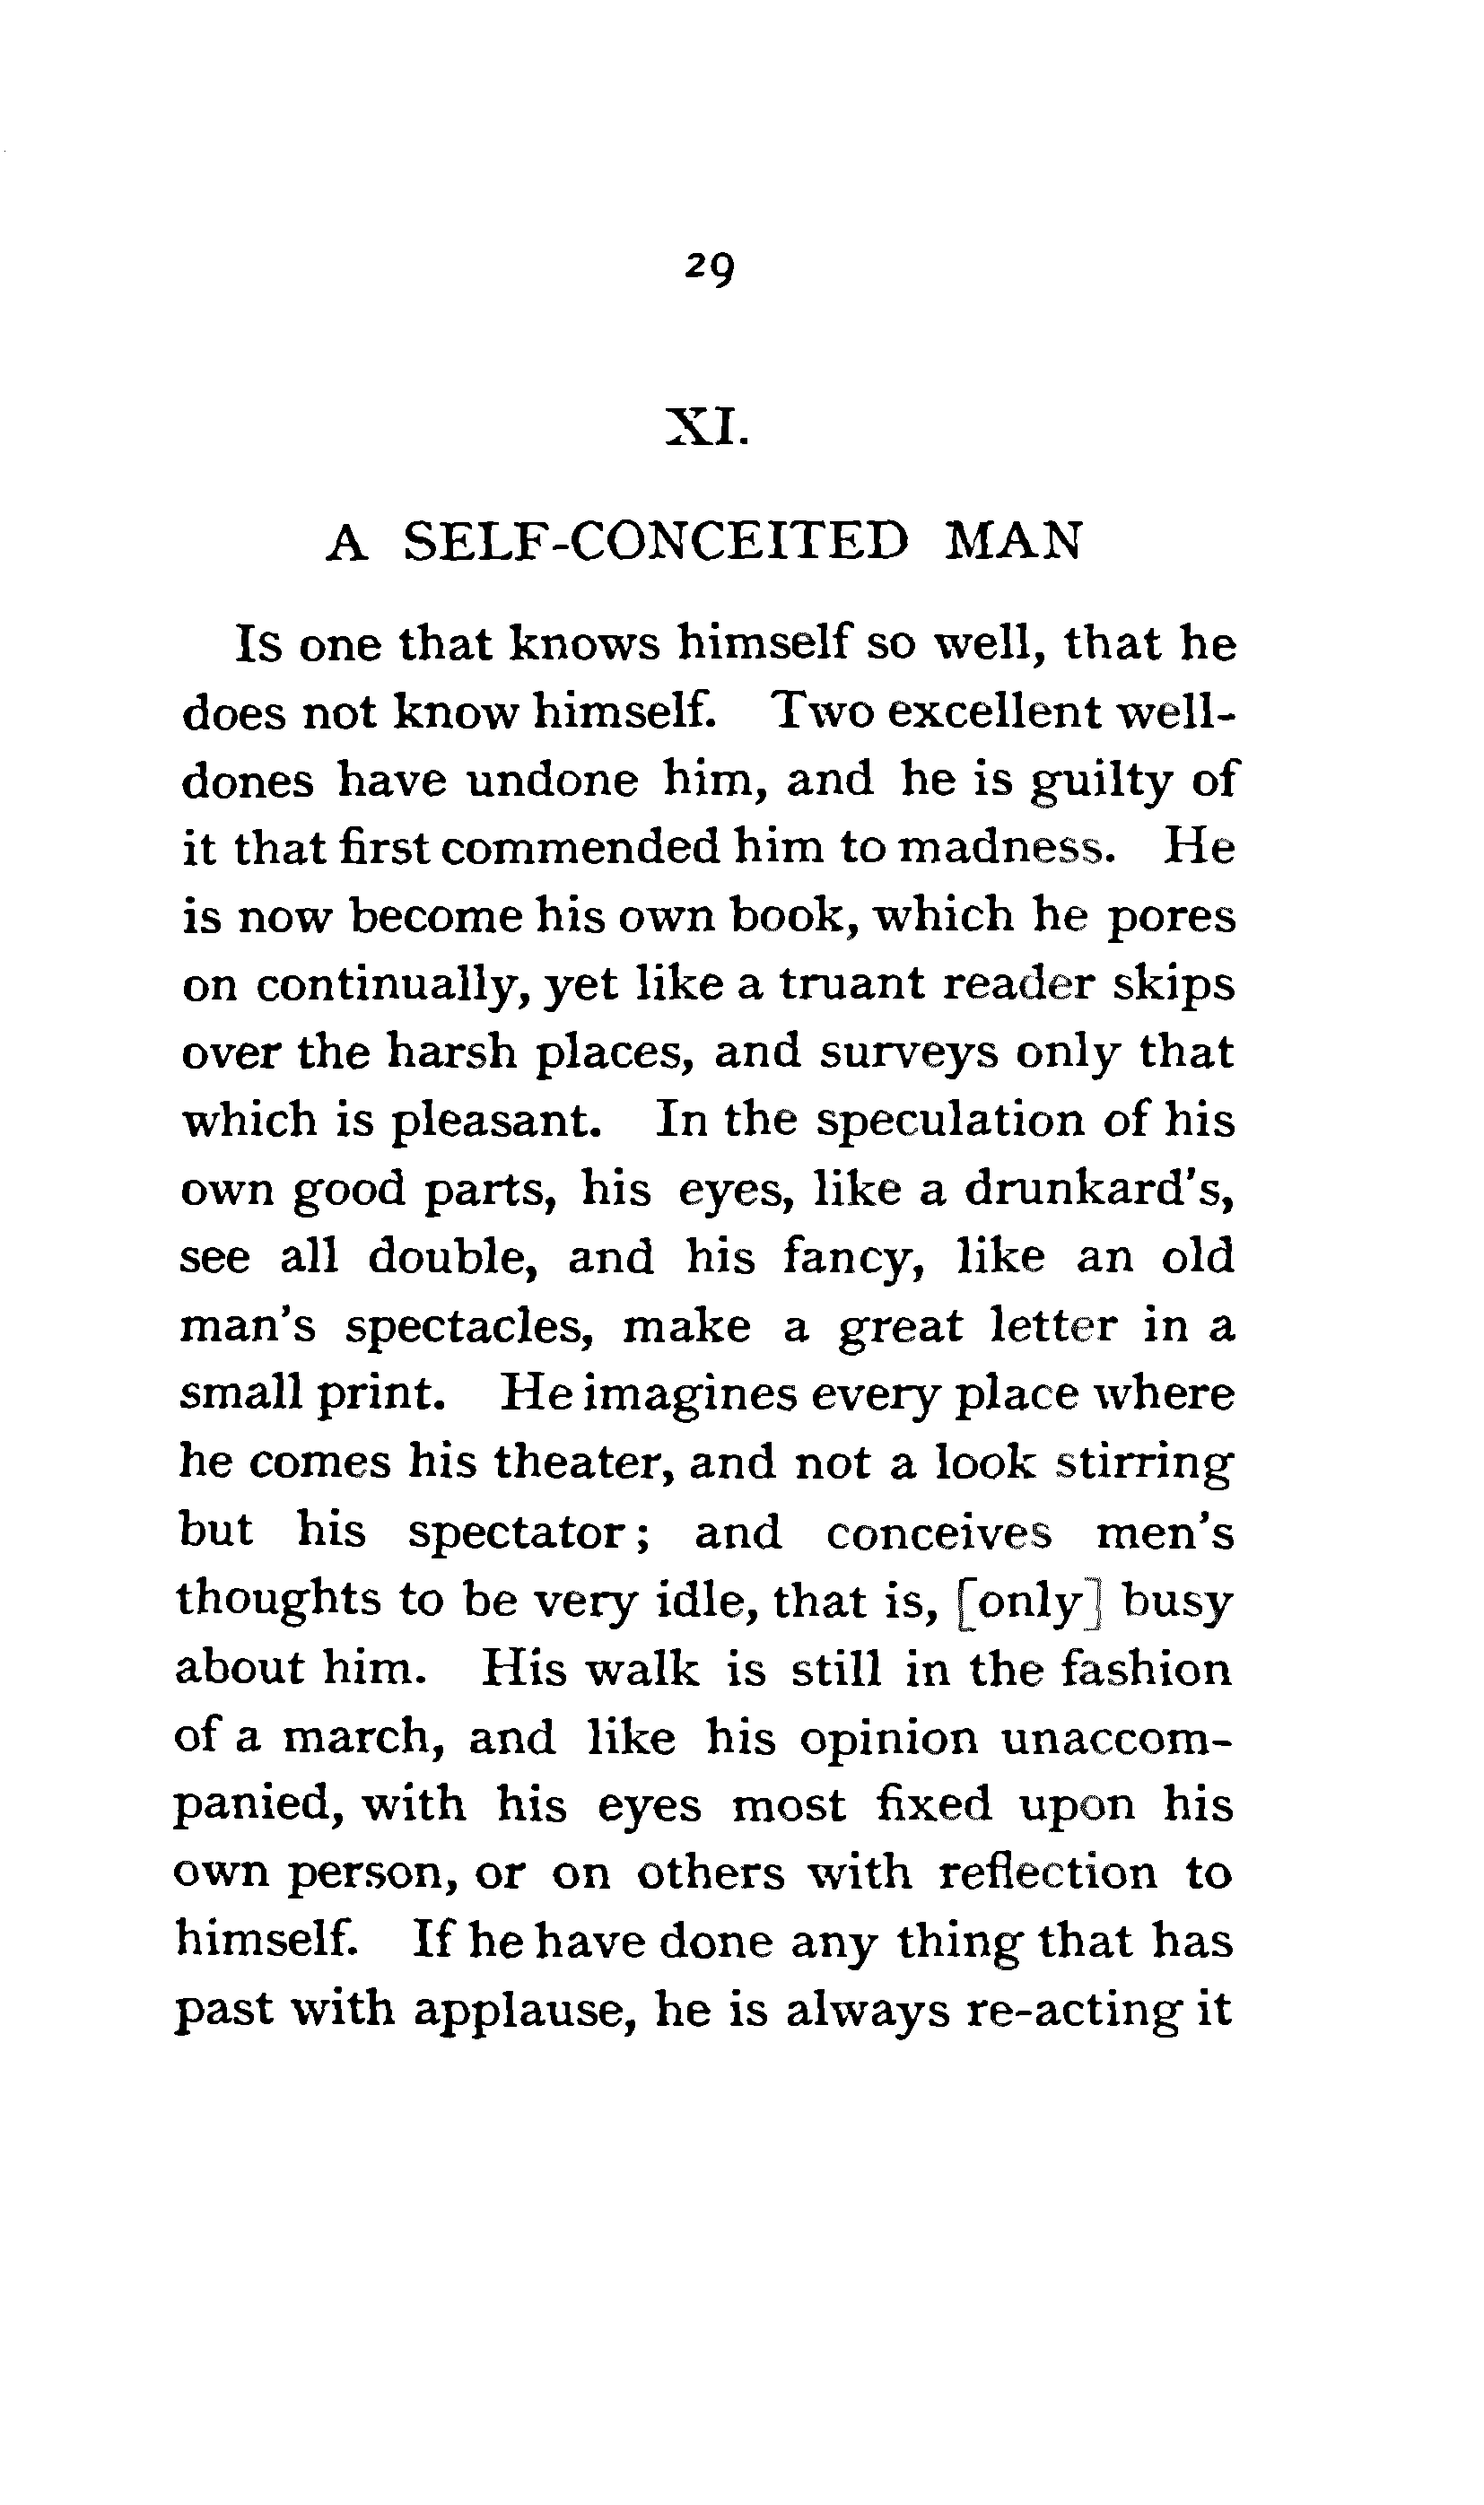 29
XI.
A SELF-CONCEITED MAN
Is one that knows himself so well, that he
does not know himself. Two excellent well-
dones have undone him, and he is guilty of
it that first commended him to madness. He
is now become his own book, which he pores
on continually, yet like a truant reader skips
over the harsh places, and surveys only that
which is pleasant. In the speculation of his
own good parts, his eyes, like a drunkard's,
see all double, and his fancy, like an old
man's spectacles, make a great letter in a
small print. He imagines every place where
he comes his theater, and not a look stirring
but his spectator; and conceives men's
thoughts to be very idle, that is, [only] busy
about him. His walk is still in the fashion
of a march, and like his opinion unaccom-
panied, with his eyes most fixed upon his
own person, or on others with reflection to
himself. If he have done any thing that has
past with applause, he is always re-acting it